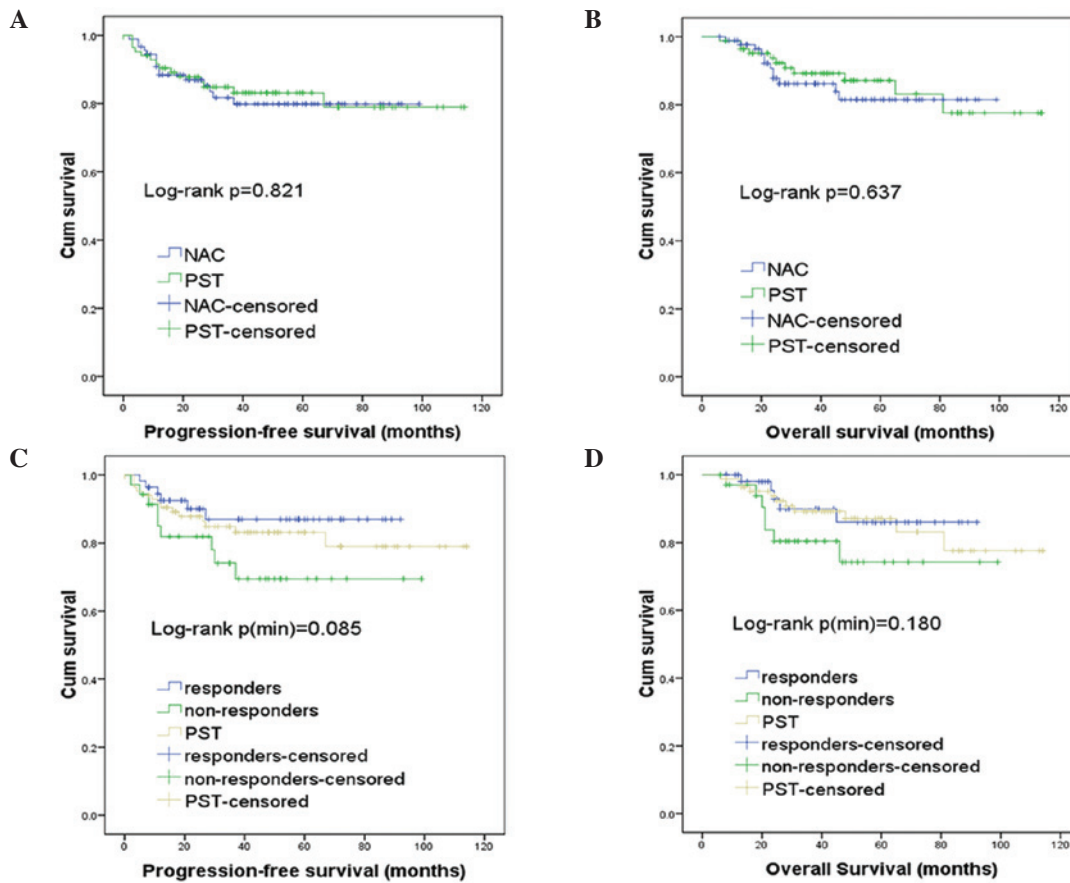 A
Cum survival
1.0
0.8
0.6
0.4
0.2
0.0
Log-rank p=0.821
NAC
PST
NAC-censored
PST-censored
0 20 40 60 80 100 120
Progression-free survival (months)
B
Cum survival
1.0
0.8
0.6
0.4
0.2
0.0
Log-rank p=0.637
NAC
PST
NAC-censored
PST-censored
0 20 40 60 80 100 120
Overall survival (months)
C
Cum survival
1.0
0.8
0.6
0.4
0.2
0.0
Log-rank p(min)=0.085
responders
non-responders
PST
responders-censored
non-responders-censored
PST-censored
0 20 40 60 80 100 120
Progression-free survival (months)
D
Cum survival
1.0
0.8
0.6
0.4
0.2
0.0
Log-rank p(min)=0.180
responders
non-responders
PST
responders-censored
non-responders-censored
PST-censored
0 20 40 60 80 100 120
Overall Survival (months)